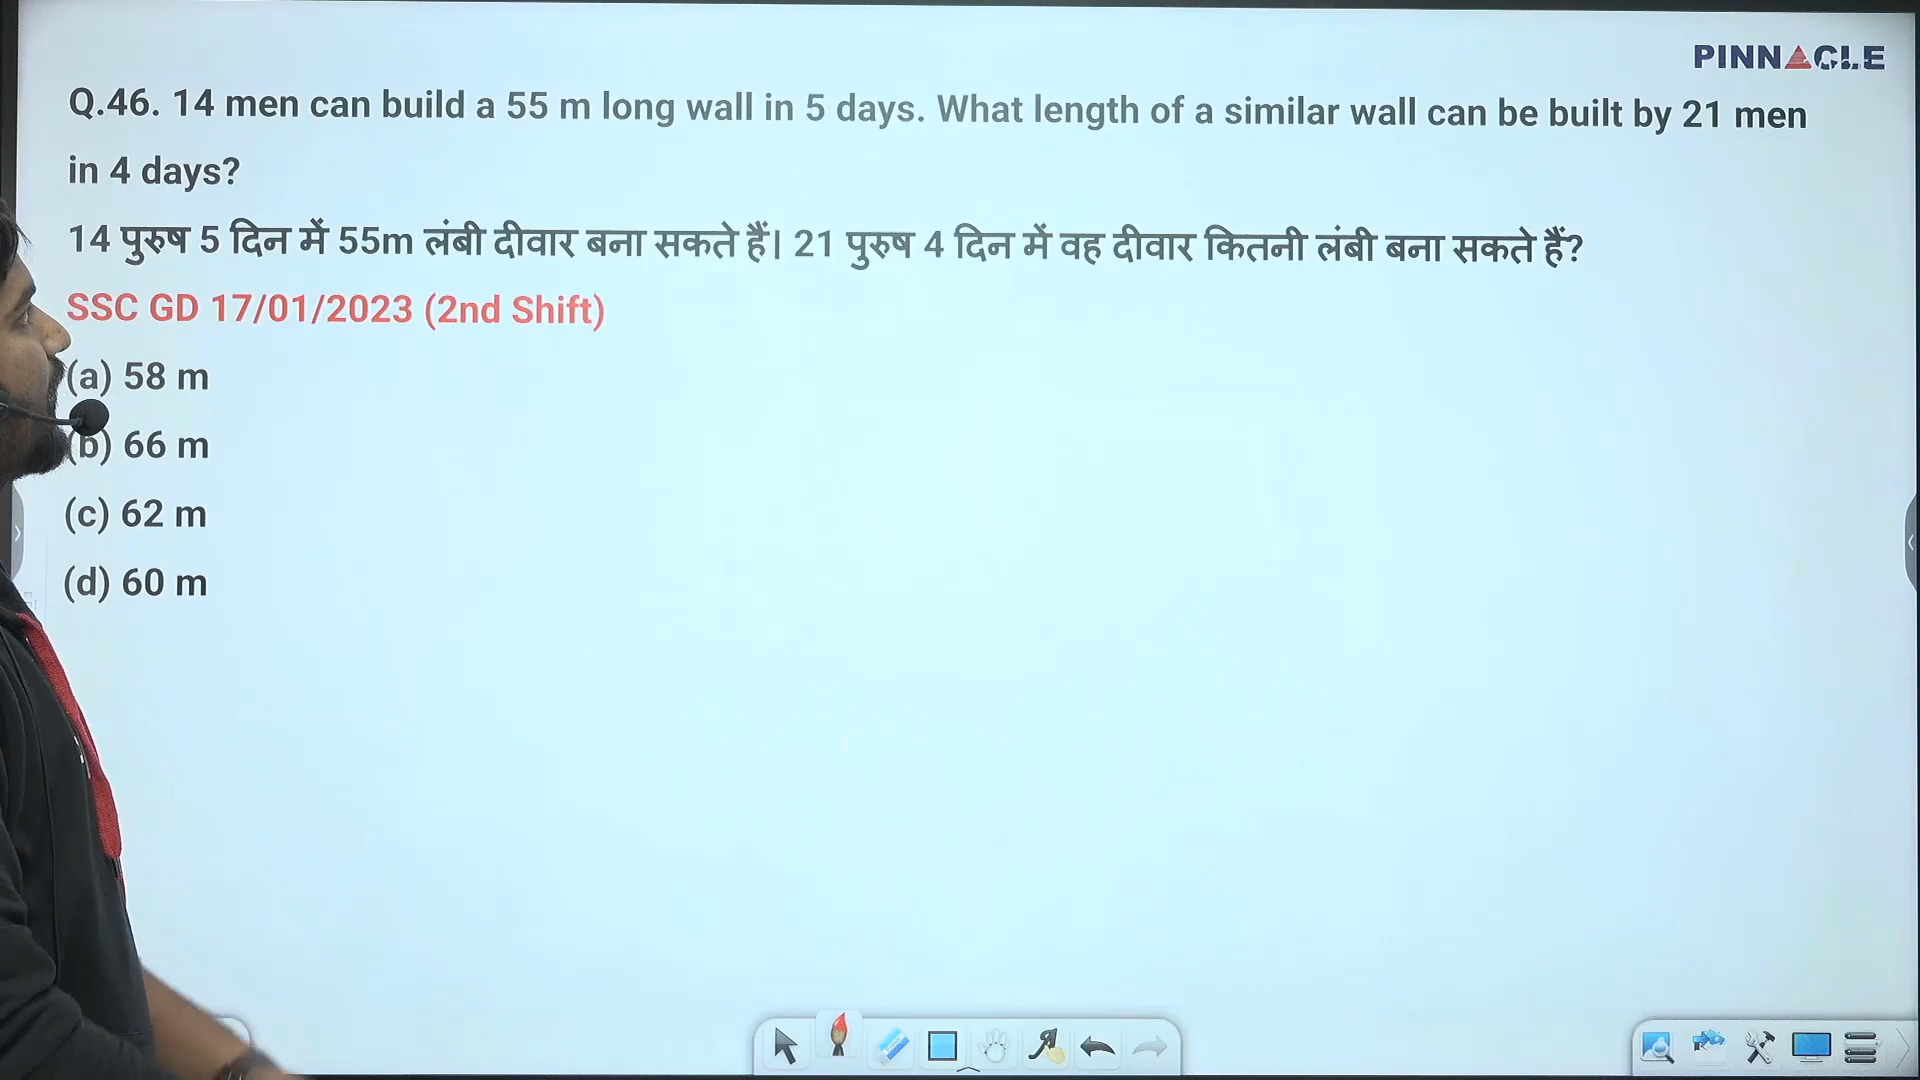 PINNACLE
Q.46. 14 men can build a 55 m long wall in 5 days. What length of a similar wall can be built by 21 men
in 4 days?
14 पुरुष 5 दिन में 55m लंबी दीवार बना सकते हैं। 21 पुरुष 4 दिन में वह दीवार कितनी लंबी बना सकते हैं?
SSC GD 17/01/2023 (2nd Shift)
(a) 58 m
(b) 66 m
(c) 62 m
(d) 60 m